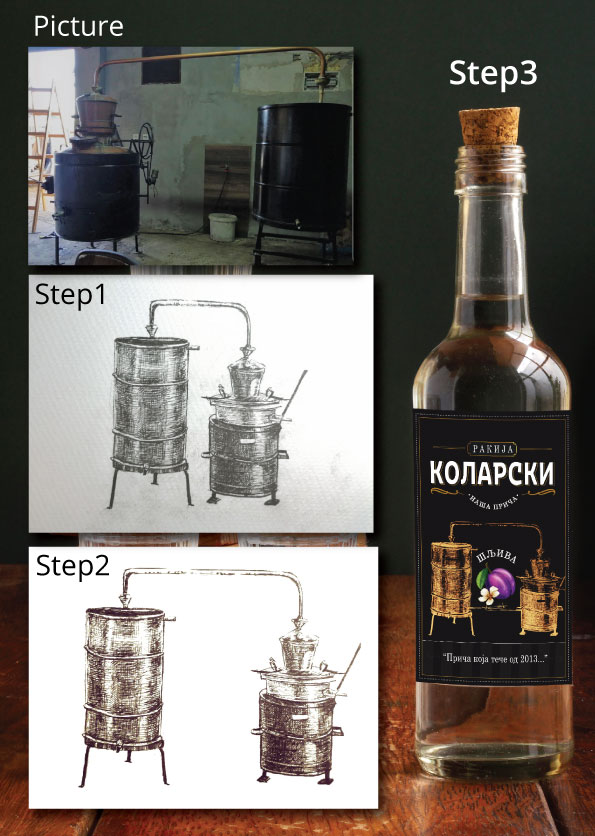 Picture
Step1
Step2
Step3
РАКИЈА
КОЛАРСКИ
·НАША ПРИЧА·
ШЉИВА
"Прича која тече од 2013..."